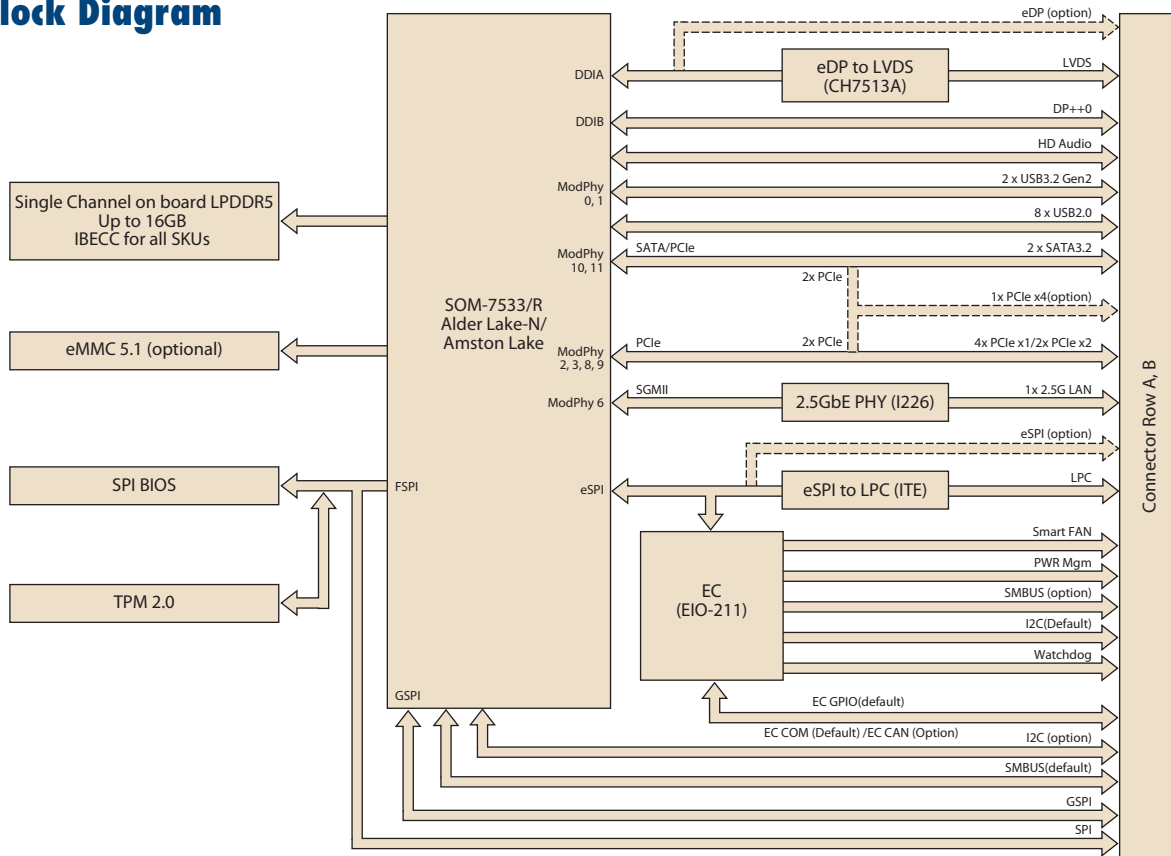 lock Diagram
eDP (option)
DDIA
eDP to LVDS
(CH7513A)
LVDS
DDIB
DP++0
HD Audio
ModPhy
0, 1
2 x USB3.2 Gen2
8 x USB2.0
ModPhy
10, 11
SATA/PCIe
2 x SATA3.2
2x PCIe
1x PCIe x4(option)
2x PCIe
ModPhy
2, 3, 8, 9
PCIe
4x PCIe x1/2x PCIe x2
ModPhy 6
SGMII
2.5GbE PHY (I226)
1x 2.5G LAN
eSPI (option)
eSPI
eSPI to LPC (ITE)
LPC
Single Channel on board LPDDR5
Up to 16GB
IBECC for all SKUs
SOM-7533/R
Alder Lake-N/
Amston Lake
eMMC 5.1 (optional)
SPI BIOS
FSPI
TPM 2.0
EC
(EIO-211)
Smart FAN
PWR Mgm
SMBUS (option)
I2C(Default)
Watchdog
GSPI
EC GPIO(default)
EC COM (Default) /EC CAN (Option)
I2C (option)
SMBUS(default)
GSPI
SPI
Connector Row A, B